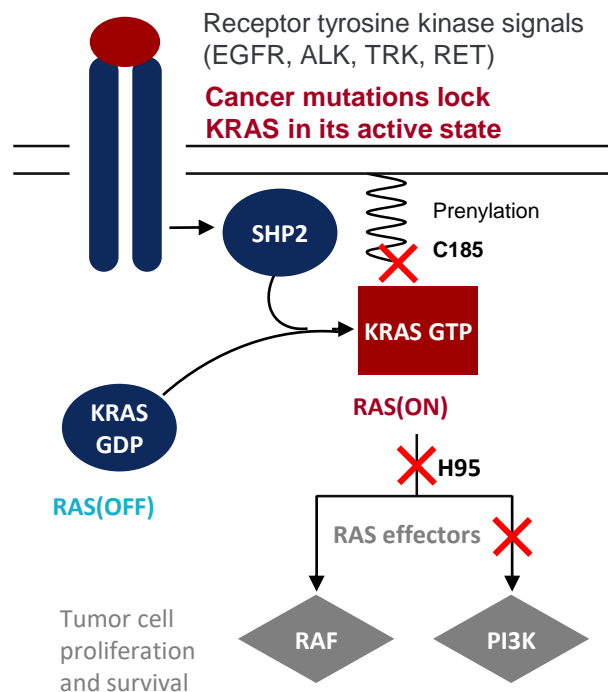 Receptor tyrosine kinase signals
(EGFR, ALK, TRK, RET)
Cancer mutations lock
KRAS in its active state
Prenylation
C185
SHP2
KRAS GTP
KRAS
GDP
RAS(ON)
RAS(OFF)
H95
RAS effectors
RAF
PI3K
Tumor cell
proliferation
and survival